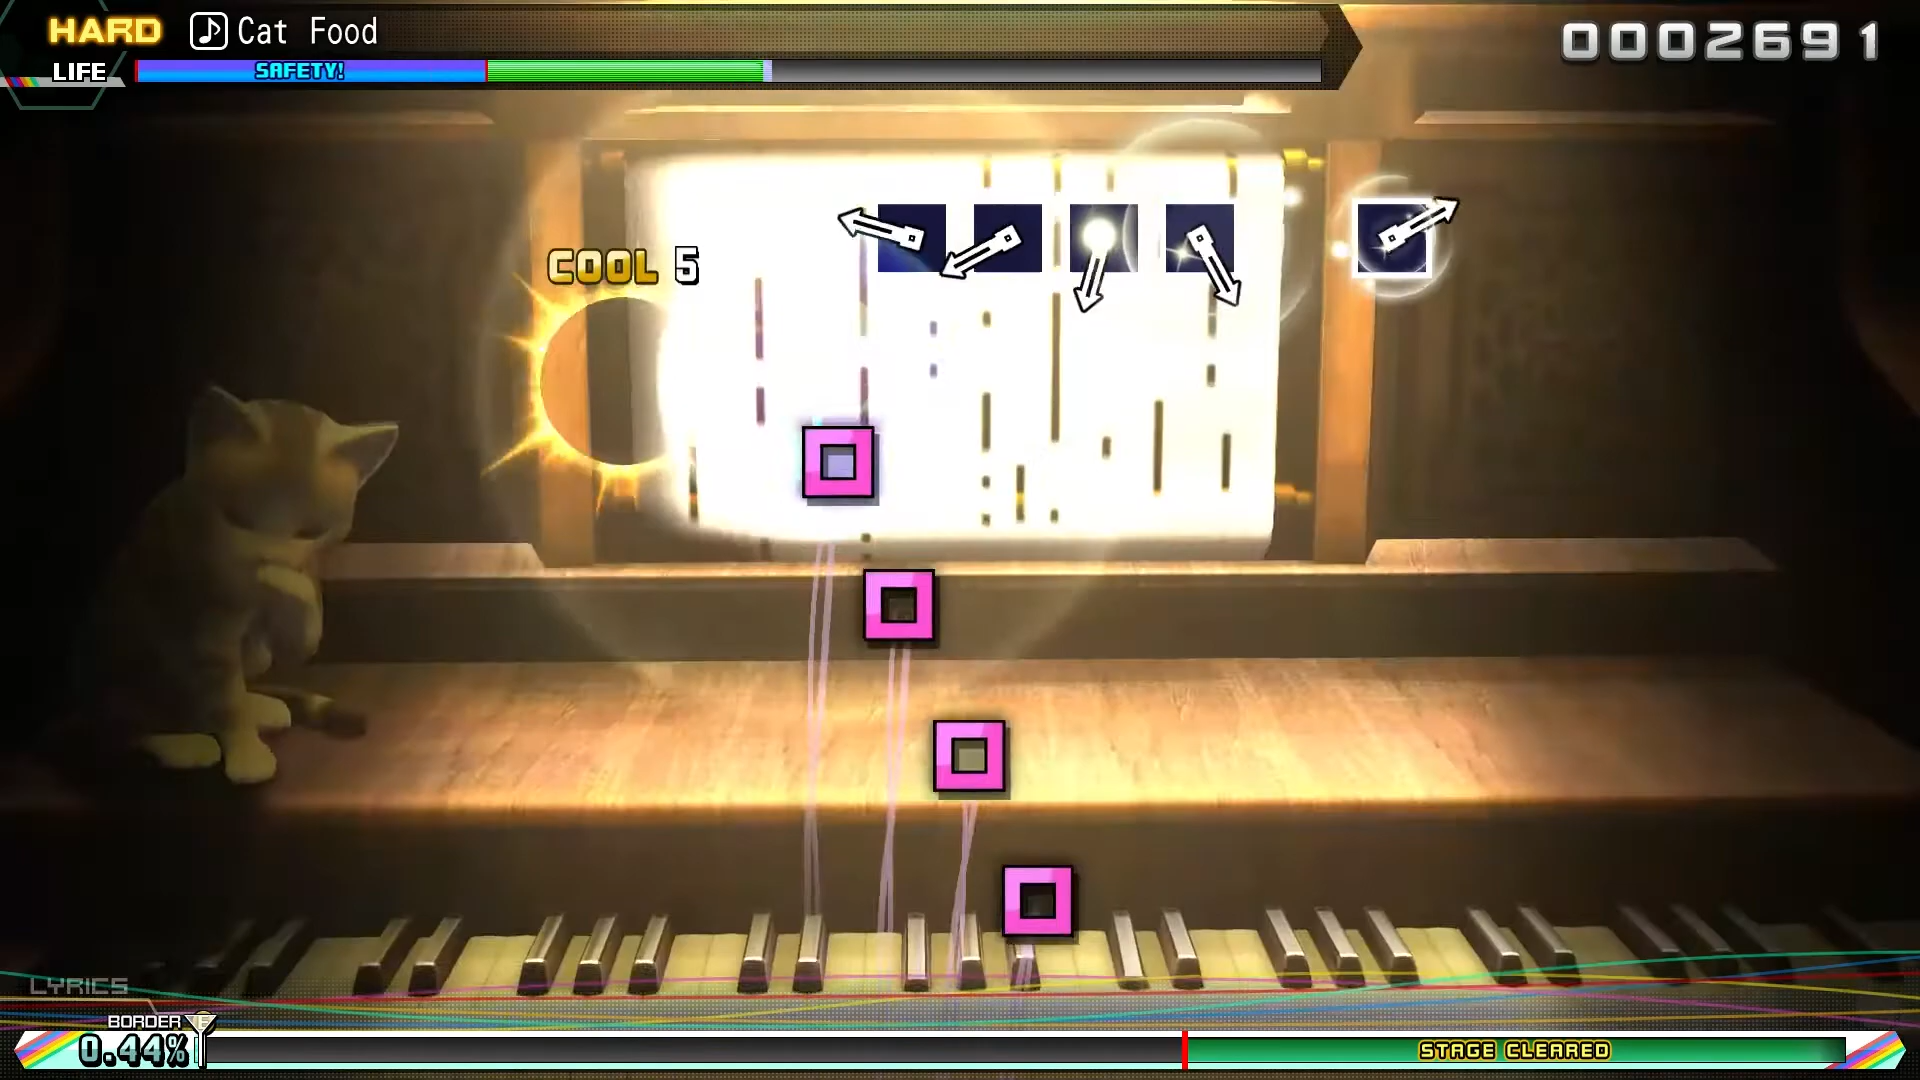 HARD ♪ Cat Food
0002691
LIFE SAFETY!
COOL 5
LYRICS
BORDER
0.44%
STAGE CLEARED